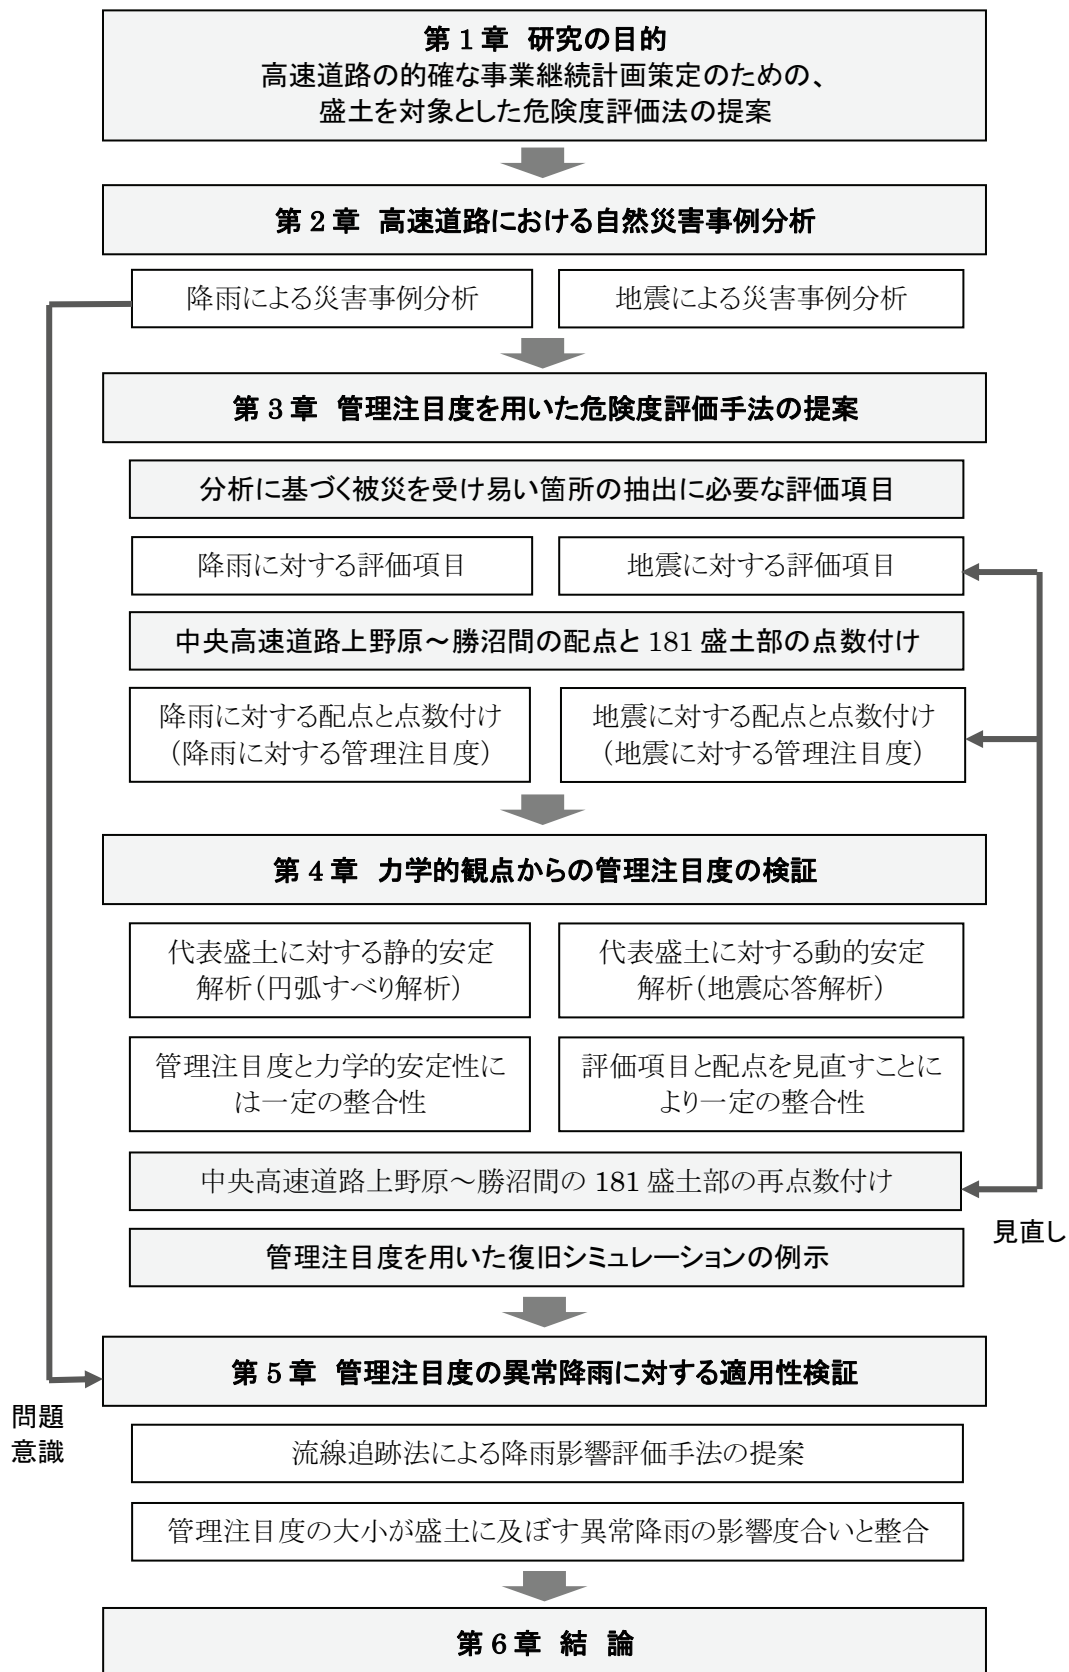 第1章 研究の目的
高速道路の的確な事業継続計画策定のための、
盛土を対象とした危険度評価法の提案
第2章 高速道路における自然災害事例分析
降雨による災害事例分析
地震による災害事例分析
第3章 管理注目度を用いた危険度評価手法の提案
分析に基づく被災を受け易い箇所の抽出に必要な評価項目
降雨に対する評価項目
地震に対する評価項目
中央高速道路上野原～勝沼間の配点と181盛土部の点数付け
降雨に対する配点と点数付け
（降雨に対する管理注目度）
地震に対する配点と点数付け
（地震に対する管理注目度）
第4章 力学的観点からの管理注目度の検証
代表盛土に対する静的安定
解析（円弧すべり解析）
代表盛土に対する動的安定
解析（地震応答解析）
管理注目度と力学的安定性に
は一定の整合性
評価項目と配点を見直すことに
より一定の整合性
中央高速道路上野原～勝沼間の181盛土部の再点数付け
見直し
管理注目度を用いた復旧シミュレーションの例示
第5章 管理注目度の異常降雨に対する適用性検証
問題
意識
流線追跡法による降雨影響評価手法の提案
管理注目度の大小が盛土に及ぼす異常降雨の影響度合いと整合
第6章 結 論